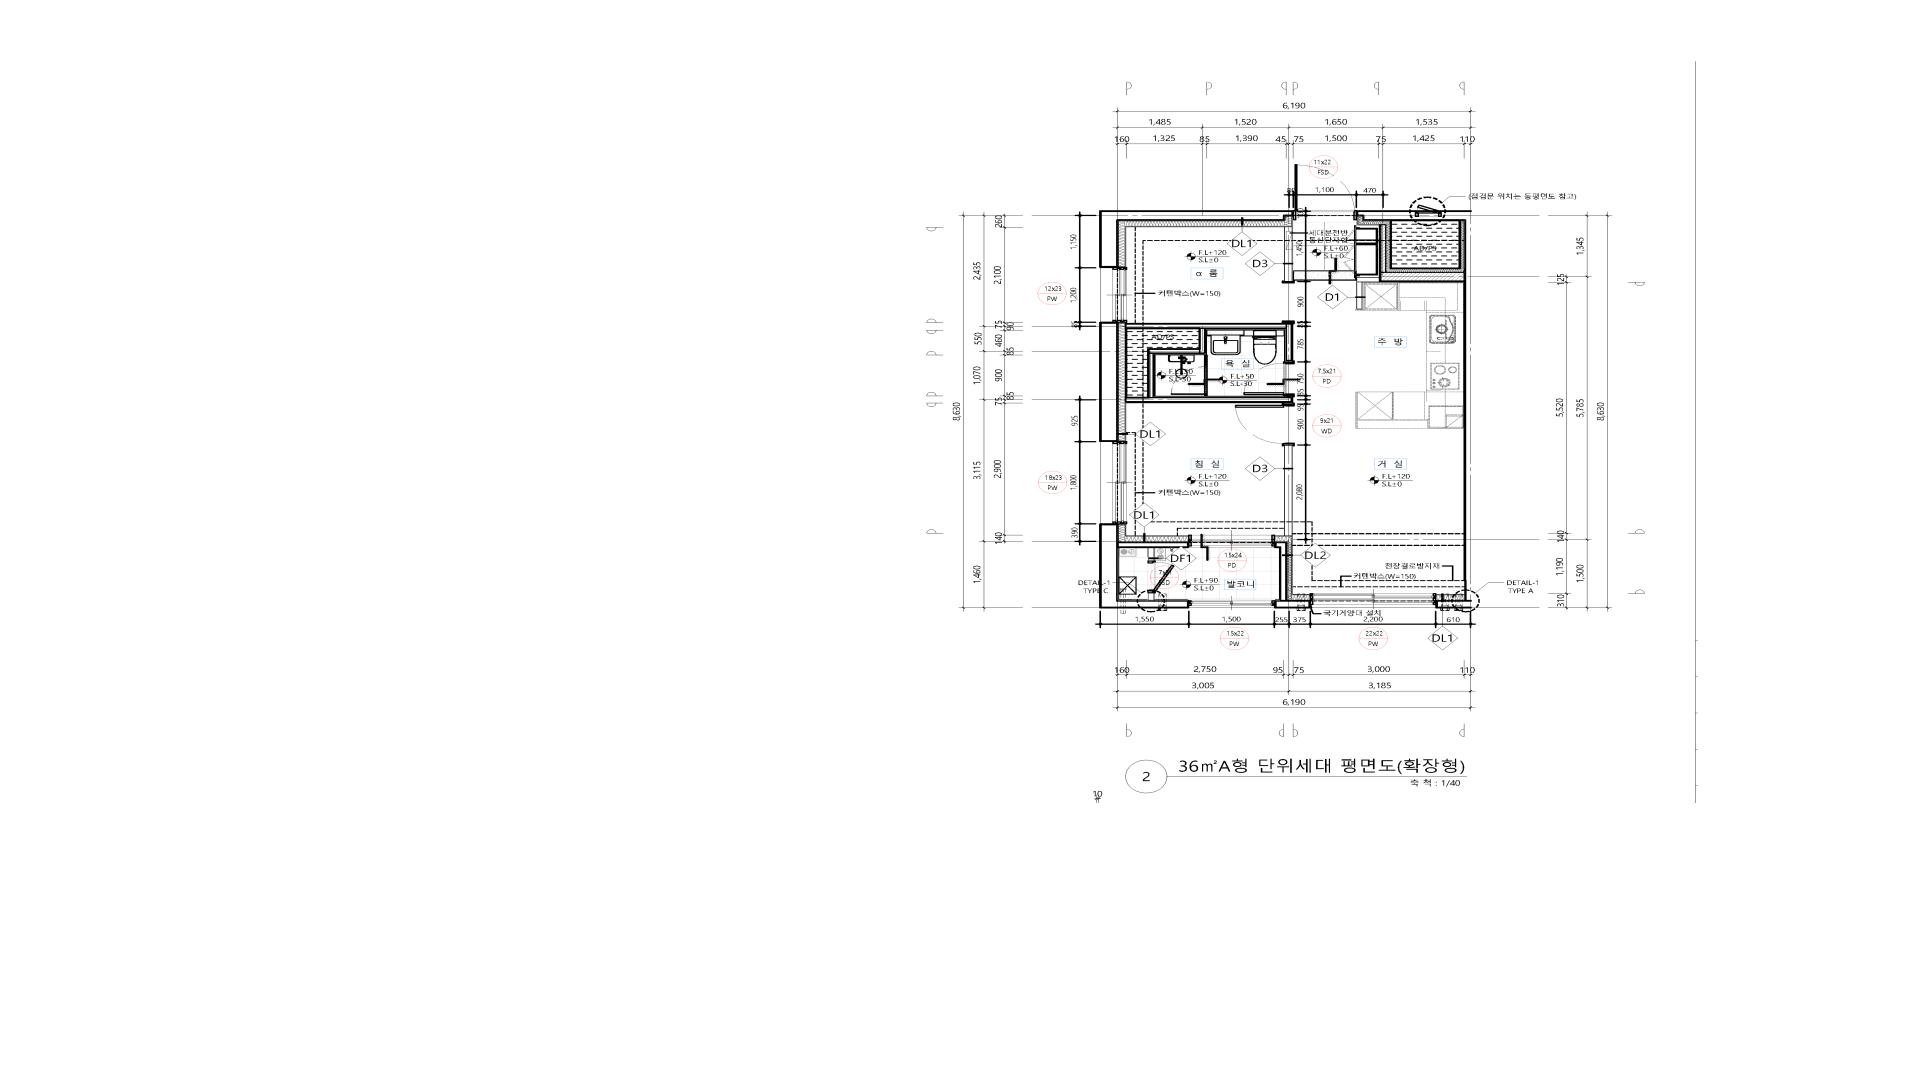 6,190
1,485 1,520 1,650 1,535
160 1,325 85 1,390 45 75 1,500 75 1,425 110
11x22
FSD
1,100 470
(점검문 위치는 동평면도 참고)
260
1,150
2,435
2,100
1,200
12x23
PW
DL1
세대분전반
F.L+120
S.L±0
F.L+60
S.L±0
1,450
D3
α 룸
커텐박스(W=150)
D1
900
1,345
125
75
90
550
460
85
785
주 방
욕 실
F.L+50
S.L-30
7.5x21
PD
1,070
900
85
75
8,630
5,520
5,785
8,630
925
9x21
WD
900
DL1
침 실
D3
거 실
F.L+120
S.L±0
F.L+120
S.L±0
18x23
PW
3,115
2,900
1,800
커텐박스(W=150)
2,080
DL1
390
140
140
DF1
15x24
PD
DL2
천장결로방지재
커텐박스(W=150)
F.L+90
S.L±0
발코니
1,460
1,190
1,500
310
DETAIL-1
TYPE C
DETAIL-1
TYPE A
국기게양대 설치
1,550 1,500 255 375 2,200 610
15x22
PW
22x22
PW
DL1
160 2,750 95 75 3,000 110
3,005 3,185
6,190
2
36㎡A형 단위세대 평면도(확장형)
축 척 : 1/40
10